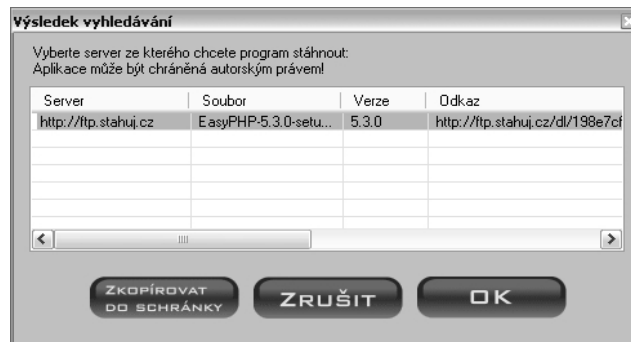 Výsledek vyhledávání
Vyberte server ze kterého chcete program stáhnout:
Aplikace může být chráněná autorským právem!
Server Soubor Verze Odkaz
http://ftp.stahuj.cz EasyPHP-5.3.0-setu... 5.3.0 http://ftp.stahuj.cz/dl/198e7cf
ZKOPÍROVAT
DO SCHRÁNKY
ZRUŠIT
OK